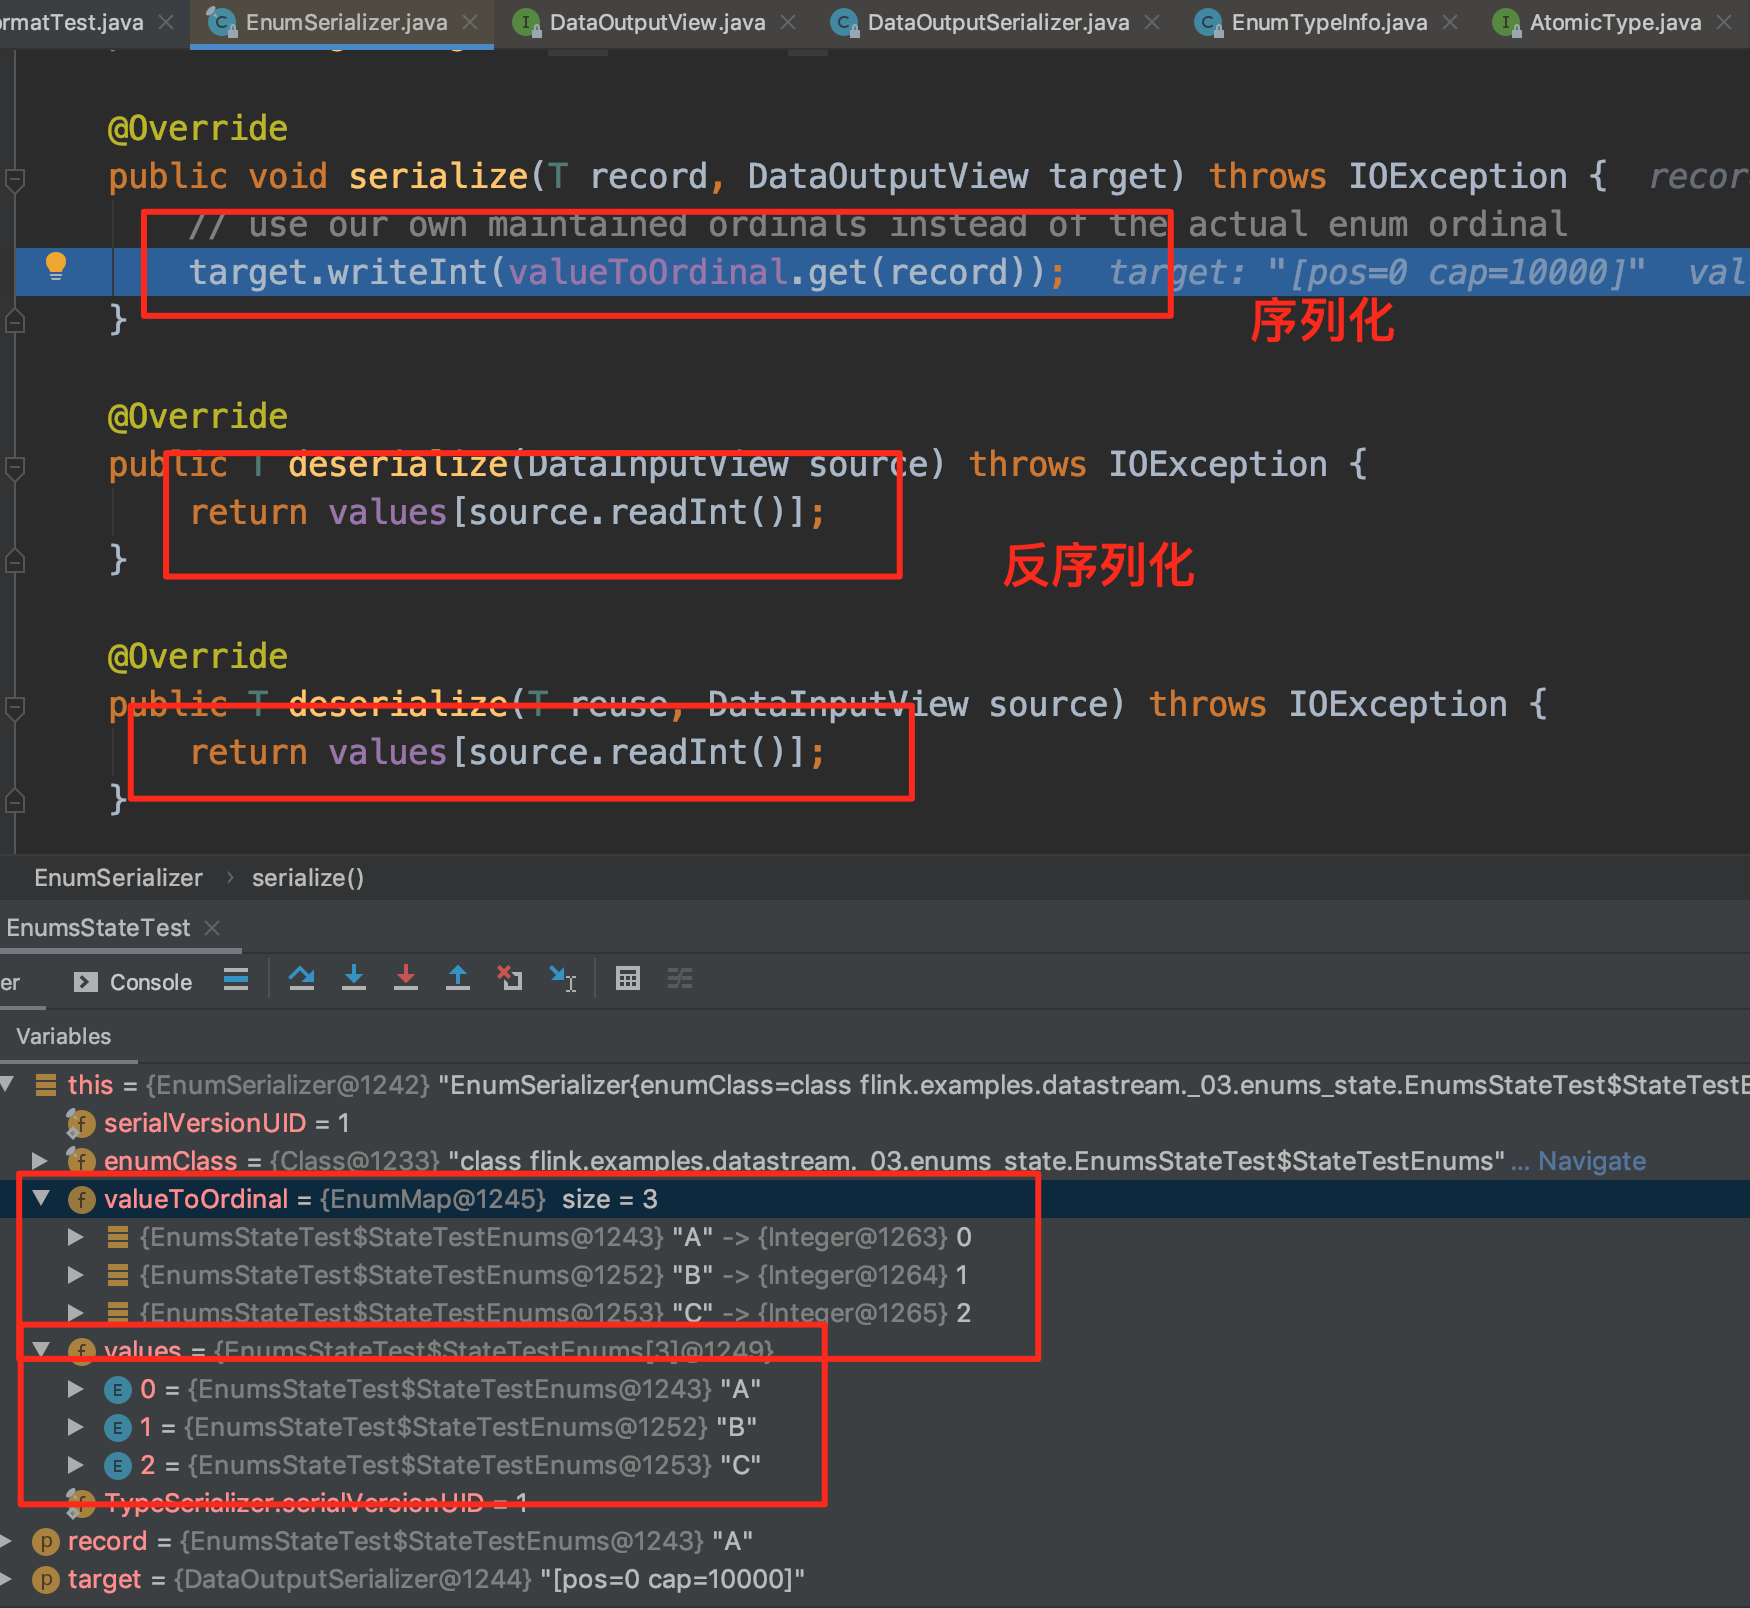 ormatTest.java EnumSerializer.java DataOutputView.java DataOutputSerializer.java EnumTypeInfo.java AtomicType.java
@Override
public void serialize(T record, DataOutputView target) throws IOException { recor
// use our own maintained ordinals instead of the actual enum ordinal
target.writeInt(valueToOrdinal.get(record)); target: "[pos=0 cap=10000]" val
}
序列化
@Override
public T deserialize(DataInputView source) throws IOException {
return values[source.readInt()];
}
反序列化
@Override
public T deserialize(T reuse, DataInputView source) throws IOException {
return values[source.readInt()];
}
EnumSerializer › serialize()
EnumsStateTest
er Console
Variables
this = {EnumSerializer@1242} "EnumSerializer{enumClass=class flink.examples.datastream._03.enums_state.EnumsStateTest$StateTestE
serialVersionUID = 1
enumClass = {Class@1233} "class flink.examples.datastream._03.enums_state.EnumsStateTest$StateTestEnums" ... Navigate
valueToOrdinal = {EnumMap@1245} size = 3
{EnumsStateTest$StateTestEnums@1243} "A" -> {Integer@1263} 0
{EnumsStateTest$StateTestEnums@1252} "B" -> {Integer@1264} 1
{EnumsStateTest$StateTestEnums@1253} "C" -> {Integer@1265} 2
values = {EnumsStateTest$StateTestEnums[3]@1249}
0 = {EnumsStateTest$StateTestEnums@1243} "A"
1 = {EnumsStateTest$StateTestEnums@1252} "B"
2 = {EnumsStateTest$StateTestEnums@1253} "C"
TypeSerializer.serialVersionUID = 1
record = {EnumsStateTest$StateTestEnums@1243} "A"
target = {DataOutputSerializer@1244} "[pos=0 cap=10000]"